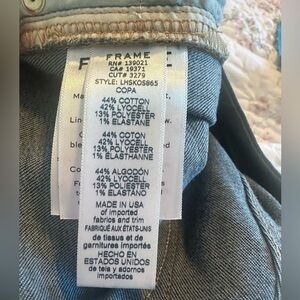 FRAME
RN# 139021
CA# 19371
CUT# 3279
STYLE: LHSKOS865
COPA
44% COTTON
42% LYOCELL
13% POLYESTER
1% ELASTANE
44% COTON
42% LYOCELL
13% POLYESTER
1% ELASTHANNE
44% ALGODÓN
42% LYOCELL
13% POLIESTER
1% ELASTANO
MADE IN USA
of imported
fabrics and trim
FABRIQUÉ AUX ÉTATS-UNIS
de tissus et de
garnitures importés
HECHO EN
ESTADOS UNIDOS
de tela y adornos
importados